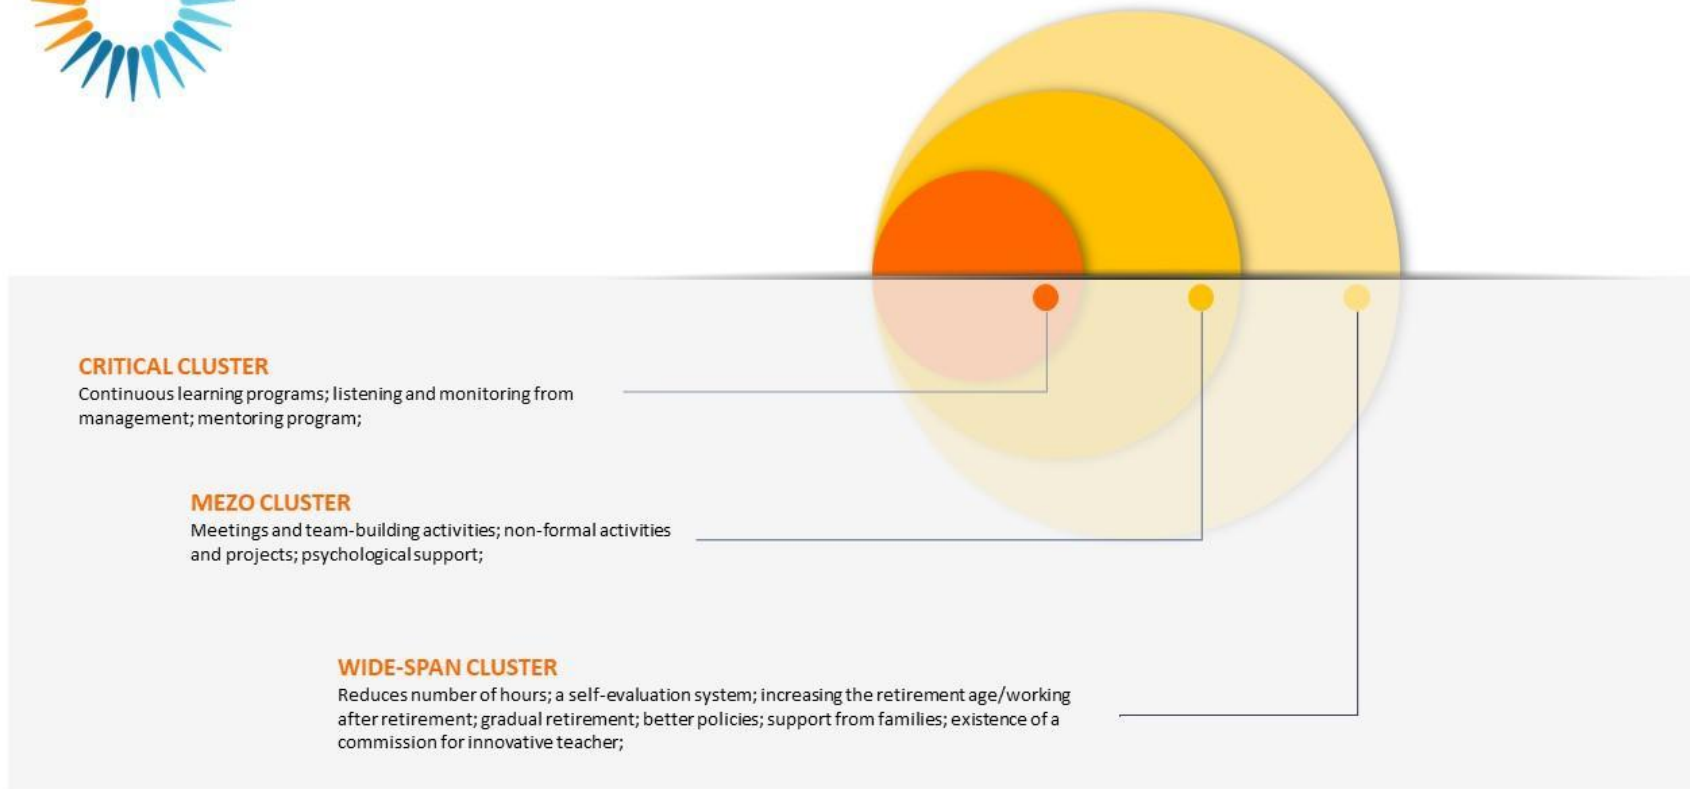 CRITICAL CLUSTER
Continuous learning programs; listening and monitoring from
management; mentoring program;
MEZO CLUSTER
Meetings and team-building activities; non-formal activities
and projects; psychological support;
WIDE-SPAN CLUSTER
Reduces number of hours; a self-evaluation system; increasing the retirement age/working
after retirement; gradual retirement; better policies; support from families; existence of a
commission for innovative teacher;